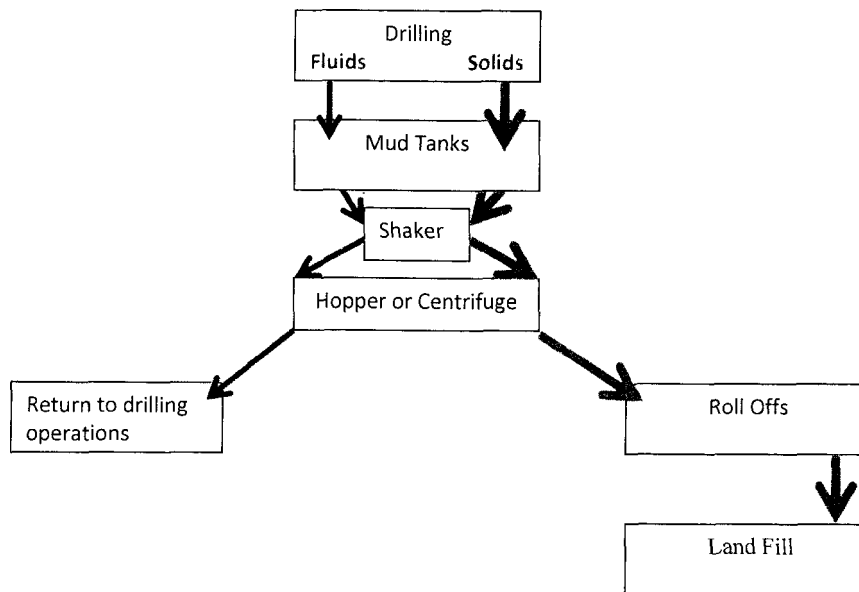 Drilling
Fluids Solids
Mud Tanks
Shaker
Hopper or Centrifuge
Return to drilling
operations
Roll Offs
Land Fill